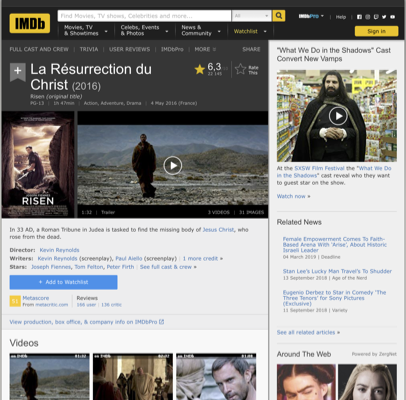 IMDb
Find Movies, TV shows, Celebrities and more...
All
IMDbPro
Help
Movies, TV
& Showtimes
Celebs, Events
& Photos
News &
Community
Watchlist
Sign in
FULL CAST AND CREW | TRIVIA | USER REVIEWS | IMDbPro | MORE
SHARE
La Résurrection du
Christ (2016)
6,3
Rate
This
Risen (original title)
PG-13 | 1h 47min | Action, Adventure, Drama | 4 May 2016 (France)
RISEN
1:32 | Trailer
3 VIDEOS | 31 IMAGES
In 33 AD, a Roman Tribune in Judea is tasked to find the missing body of Jesus Christ, who
rose from the dead.
Director: Kevin Reynolds
Writers: Kevin Reynolds (screenplay), Paul Aiello (screenplay) | 1 more credit »
Stars: Joseph Fiennes, Tom Felton, Peter Firth | See full cast & crew »
+ Add to Watchlist
Metascore
From metacritic.com
Reviews
View production, box office, & company info on IMDbPro
Videos
"What We Do in the Shadows" Cast
Convert New Vamps
At the SXSW Film Festival the "What We Do
in the Shadows" cast reveal who they want
to guest star on the show.
Watch now »
Related News
Female Empowerment Comes To Faith-
Based Arena With 'Arise', About Historic
Israeli Leader
04 March 2019 | Deadline
Stan Lee's Lucky Man Travel's To Shudder
13 September 2018 | Age of the Nerd
Eugenio Derbez to Star in Comedy 'The
Three Tenors' for Sony Pictures
(Exclusive)
11 September 2018 | Variety
See all related articles »
Around The Web
Powered by ZergNet